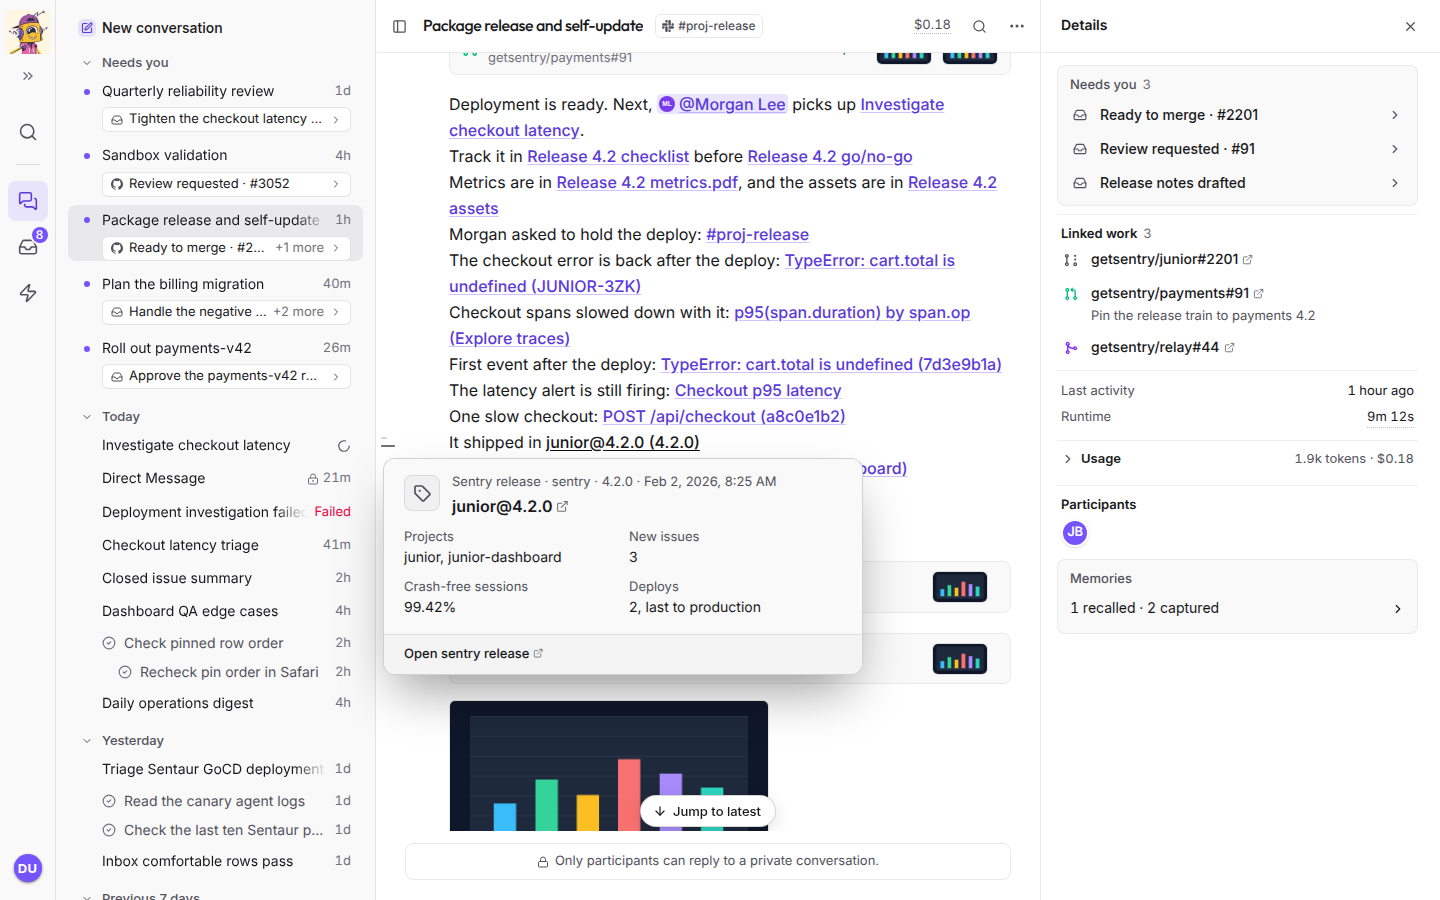 8
DU
New conversation
Needs you
Quarterly reliability review 1d
Tighten the checkout latency ...
Sandbox validation 4h
Review requested · #3052
Package release and self-update 1h
Ready to merge · #2... +1 more
Plan the billing migration 40m
Handle the negative ... +2 more
Roll out payments-v42 26m
Approve the payments-v42 r...
Today
Investigate checkout latency
Direct Message 21m
Deployment investigation failed Failed
Checkout latency triage 41m
Closed issue summary 2h
Dashboard QA edge cases 4h
Check pinned row order 2h
Recheck pin order in Safari 2h
Daily operations digest 4h
Yesterday
Triage Sentaur GoCD deployment 1d
Read the canary agent logs 1d
Check the last ten Sentaur p... 1d
Inbox comfortable rows pass 1d
Previous 7 days
Package release and self-update #proj-release $0.18
getsentry/payments#91
Deployment is ready. Next, ML @Morgan Lee picks up Investigate
checkout latency.
Track it in Release 4.2 checklist before Release 4.2 go/no-go
Metrics are in Release 4.2 metrics.pdf, and the assets are in Release 4.2
assets
Morgan asked to hold the deploy: #proj-release
The checkout error is back after the deploy: TypeError: cart.total is
undefined (JUNIOR-3ZK)
Checkout spans slowed down with it: p95(span.duration) by span.op
(Explore traces)
First event after the deploy: TypeError: cart.total is undefined (7d3e9b1a)
The latency alert is still firing: Checkout p95 latency
One slow checkout: POST /api/checkout (a8c0e1b2)
It shipped in junior@4.2.0 (4.2.0)
board)
Sentry release · sentry · 4.2.0 · Feb 2, 2026, 8:25 AM
junior@4.2.0
Projects
junior, junior-dashboard
New issues
3
Crash-free sessions
99.42%
Deploys
2, last to production
Open sentry release
Jump to latest
Only participants can reply to a private conversation.
Details
Needs you 3
Ready to merge · #2201
Review requested · #91
Release notes drafted
Linked work 3
getsentry/junior#2201
getsentry/payments#91
Pin the release train to payments 4.2
getsentry/relay#44
Last activity 1 hour ago
Runtime 9m 12s
Usage 1.9k tokens · $0.18
Participants
JB
Memories
1 recalled · 2 captured